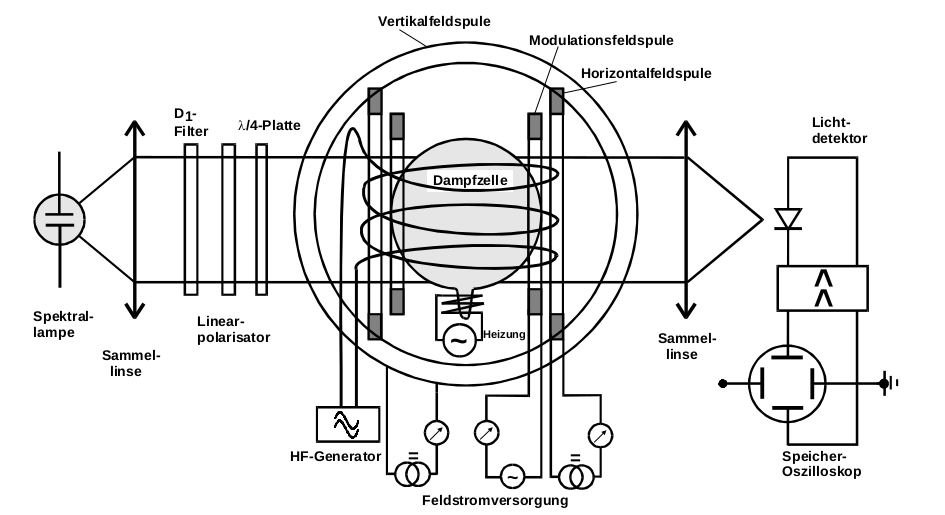 Vertikalfeldspule
Modulationsfeldspule
Horizontalfeldspule
D1-
Filter
λ/4-Platte
Licht-
detektor
Dampfzelle
Spektral-
lampe
Sammel-
linse
Linear-
polarisator
Heizung
Sammel-
linse
HF-Generator
Feldstromversorgung
Speicher-
Oszilloskop